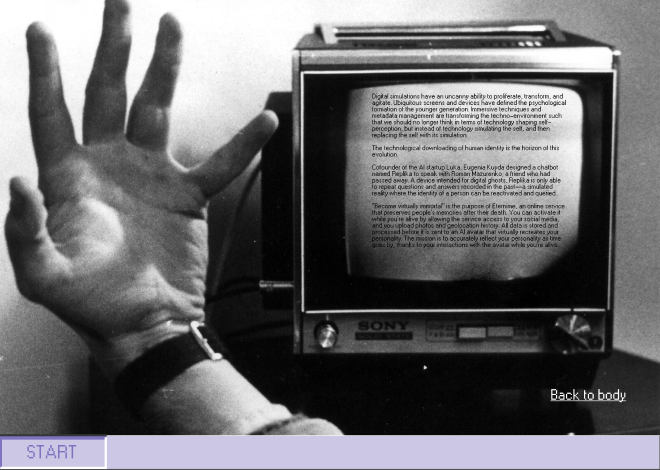 Digital simulations have an uncanny ability to proliferate, transform, and
agitate. Ubiquitous screens and devices have defined the psychological
formation of the younger generation. Immersive techniques and
metadata management are transforming the techno-environment such
that we should no longer think in terms of technology shaping self-
perception, but instead of technology simulating the self, and then
replacing the self with its simulation.
The technological downloading of human identity is the horizon of this
evolution.
Cofounder of the AI startup Luka, Eugenia Kuyda designed a chatbot
named Replika to speak with Roman Mazurenko, a friend who had
passed away. A device intended for digital ghosts, Replika is only able
to repeat questions and answers recorded in the past—a simulated
reality where the identity of a person can be reactivated and queried.
"Become virtually immortal" is the purpose of Eternime, an online service
that preserves people's memories after their death. You can activate it
while you're alive by allowing the service access to your social media,
and you upload photos and geolocation history. All data is stored and
processed before it is sent to an AI avatar that virtually recreates your
personality. The mission is to accurately reflect your personality as time
goes by, thanks to your interactions with the avatar while you're alive.
SONY
Back to body
START